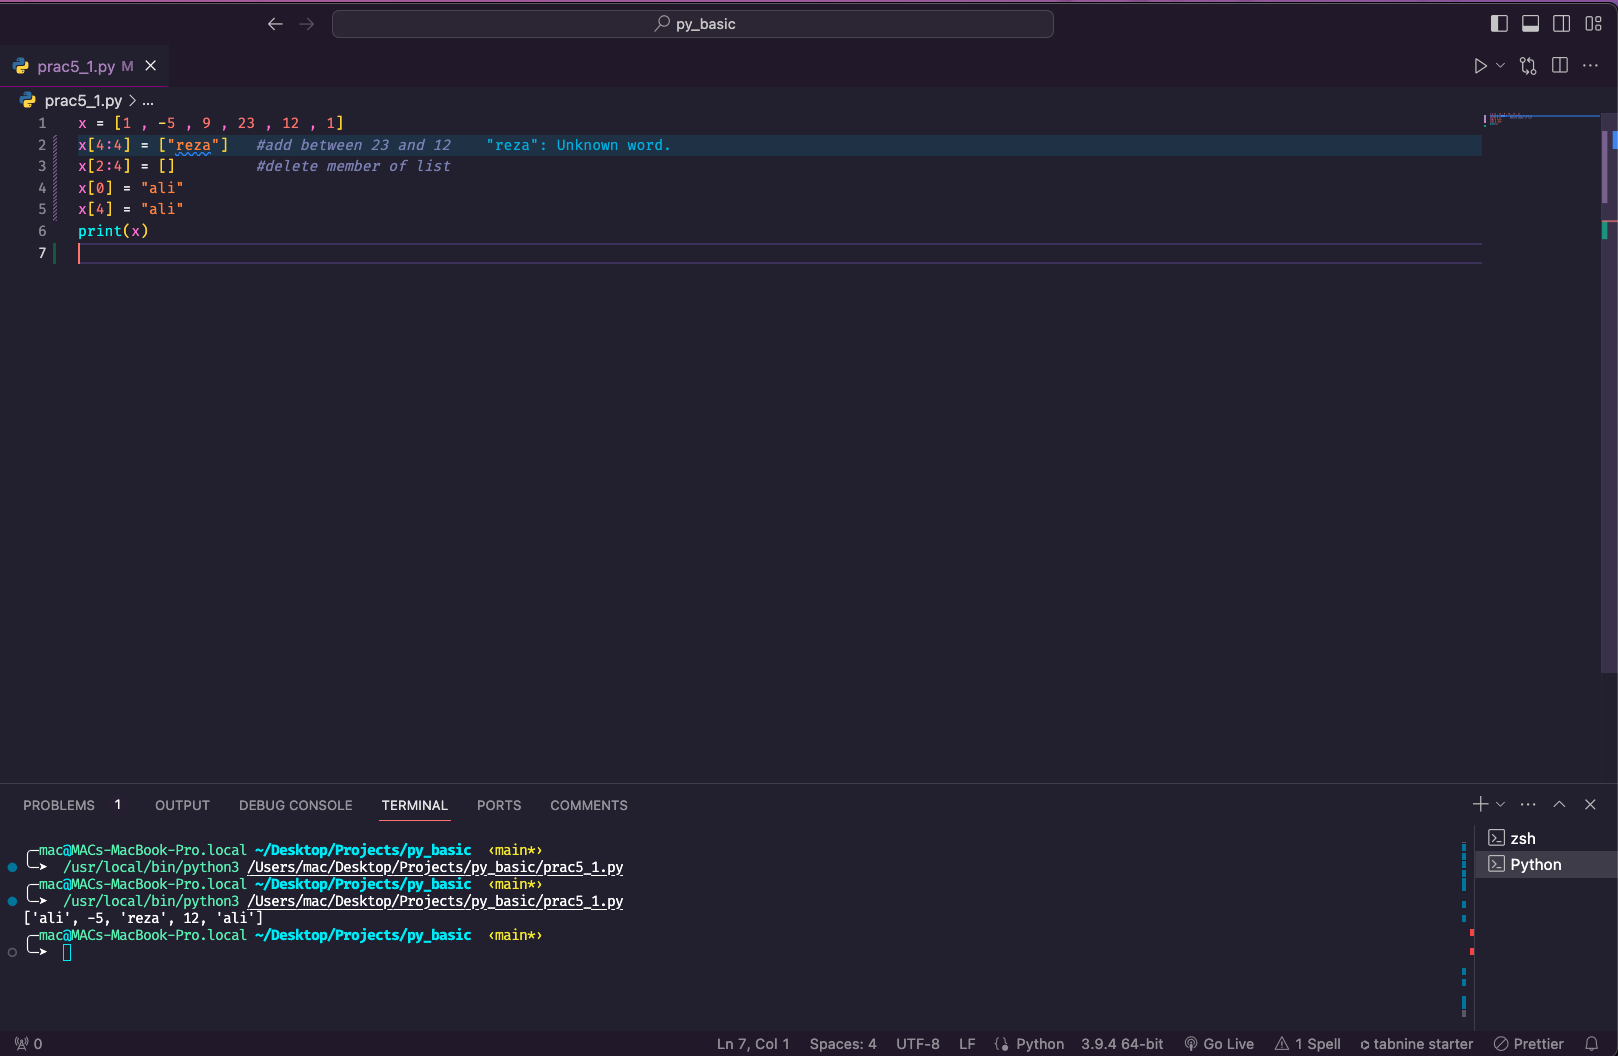 py_basic
prac5_1.py M
prac5_1.py > ...
1 x = [1 , -5 , 9 , 23 , 12 , 1]
2 x[4:4] = ["reza"] #add between 23 and 12 "reza": Unknown word.
3 x[2:4] = [] #delete member of list
4 x[0] = "ali"
5 x[4] = "ali"
6 print(x)
7
PROBLEMS 1 OUTPUT DEBUG CONSOLE TERMINAL PORTS COMMENTS
zsh
Python
╭─mac@MACs-MacBook-Pro.local ~/Desktop/Projects/py_basic ‹main*›
╰─➤ /usr/local/bin/python3 /Users/mac/Desktop/Projects/py_basic/prac5_1.py
╭─mac@MACs-MacBook-Pro.local ~/Desktop/Projects/py_basic ‹main*›
╰─➤ /usr/local/bin/python3 /Users/mac/Desktop/Projects/py_basic/prac5_1.py
['ali', -5, 'reza', 12, 'ali']
╭─mac@MACs-MacBook-Pro.local ~/Desktop/Projects/py_basic ‹main*›
╰─➤
0 Ln 7, Col 1 Spaces: 4 UTF-8 LF Python 3.9.4 64-bit Go Live 1 Spell tabnine starter Prettier